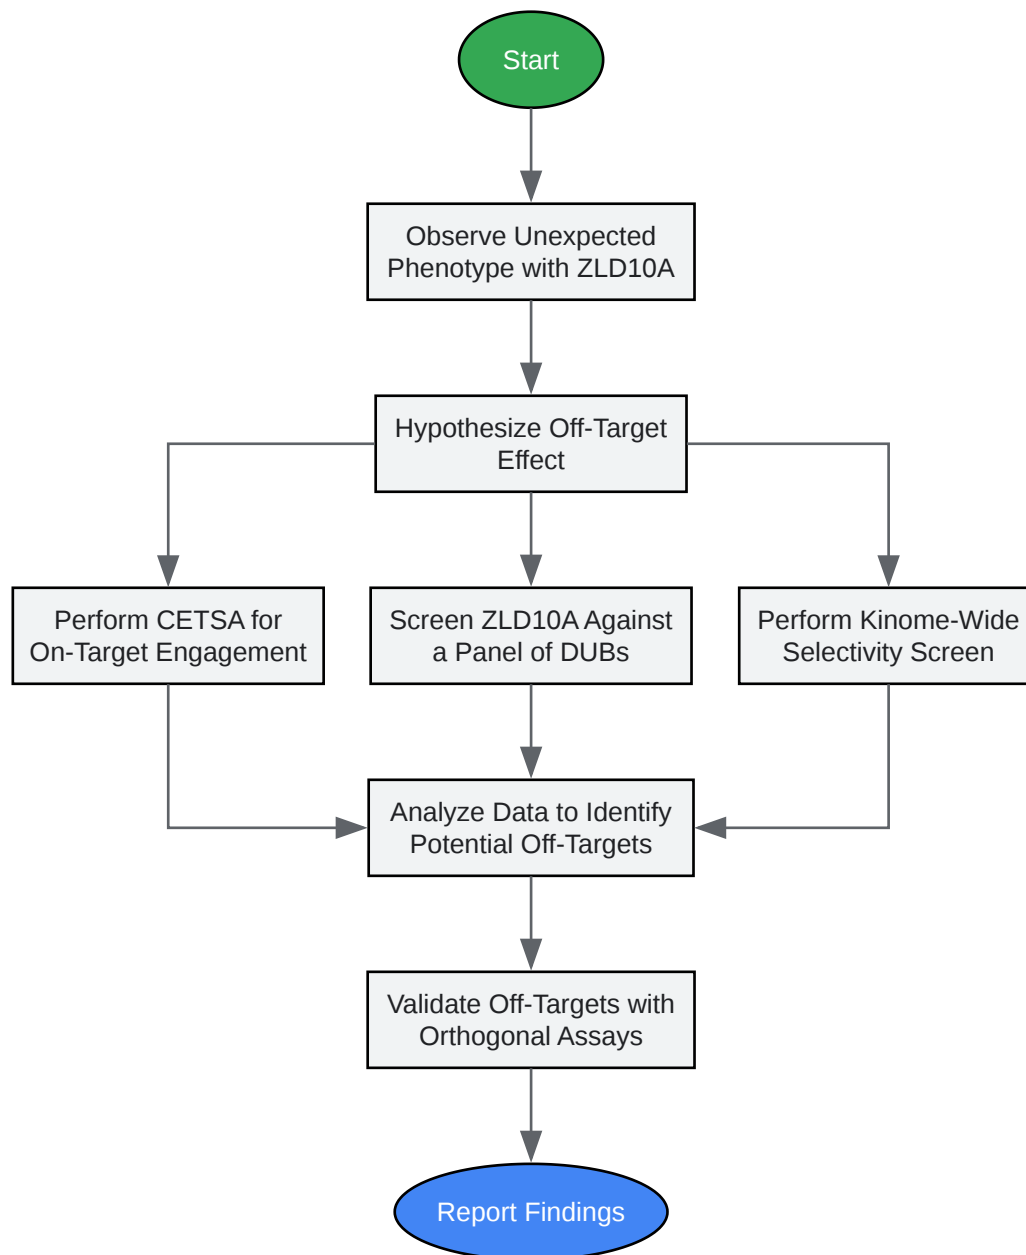 Start
Observe Unexpected
Phenotype with ZLD10A
Hypothesize Off-Target
Effect
Perform CETSA for
On-Target Engagement
Screen ZLD10A Against
a Panel of DUBs
Perform Kinome-Wide
Selectivity Screen
Analyze Data to Identify
Potential Off-Targets
Validate Off-Targets with
Orthogonal Assays
Report Findings